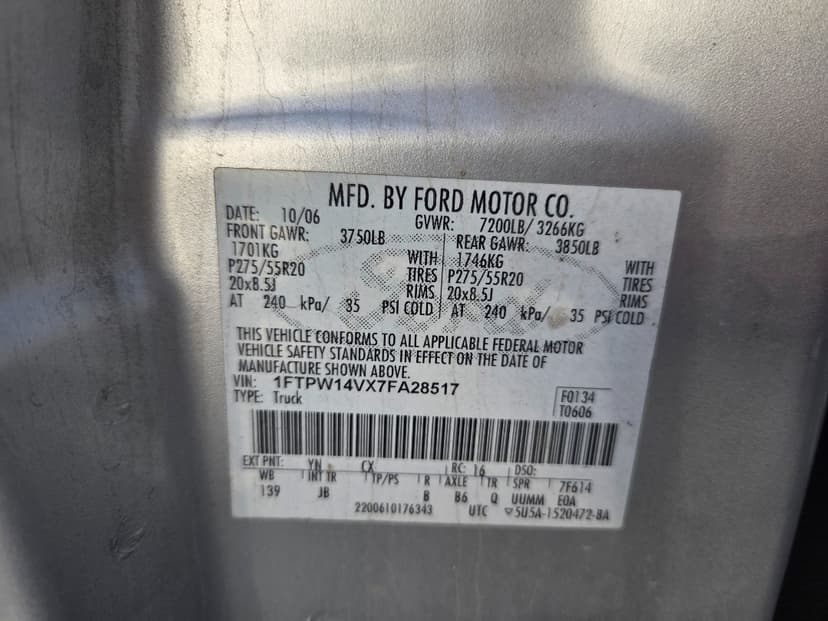 MFD. BY FORD MOTOR CO.
DATE: 10/06 GVWR: 7200LB/ 3266KG
FRONT GAWR: 3750LB REAR GAWR: 3850LB
1701KG WITH 1746KG WITH
P275/55R20 TIRES P275/55R20 TIRES
20x8.5J RIMS 20x8.5J RIMS
AT 240 kPa/ 35 PSI COLD AT 240 kPa/ 35 PSI COLD
THIS VEHICLE CONFORMS TO ALL APPLICABLE FEDERAL MOTOR
VEHICLE SAFETY STANDARDS IN EFFECT ON THE DATE OF
MANUFACTURE SHOWN ABOVE.
VIN: 1FTPW14VX7FA28517
TYPE: Truck
F0134
T0606
EXT PNT: YN CX RC: 16 DSO:
WB INT TR TP/PS R AXLE TR SPR 7F614
139 JB B B6 Q UUMM EOA
2200610176343 UTC ▽5U5A-1520472-BA